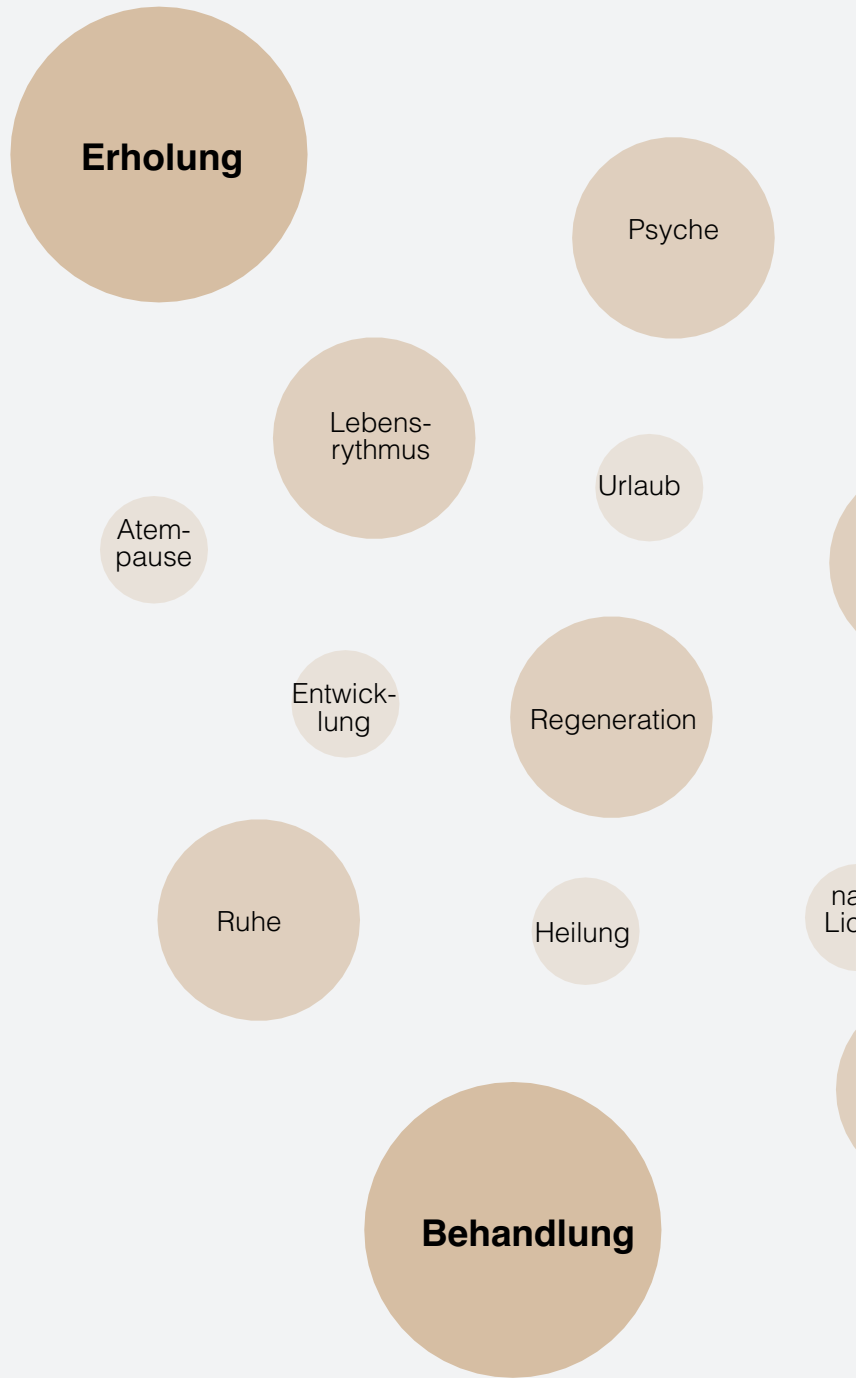 Erholung
Psyche
Lebens-
rythmus
Urlaub
Atem-
pause
Entwick-
lung
Regeneration
Ruhe
Heilung
Behandlung